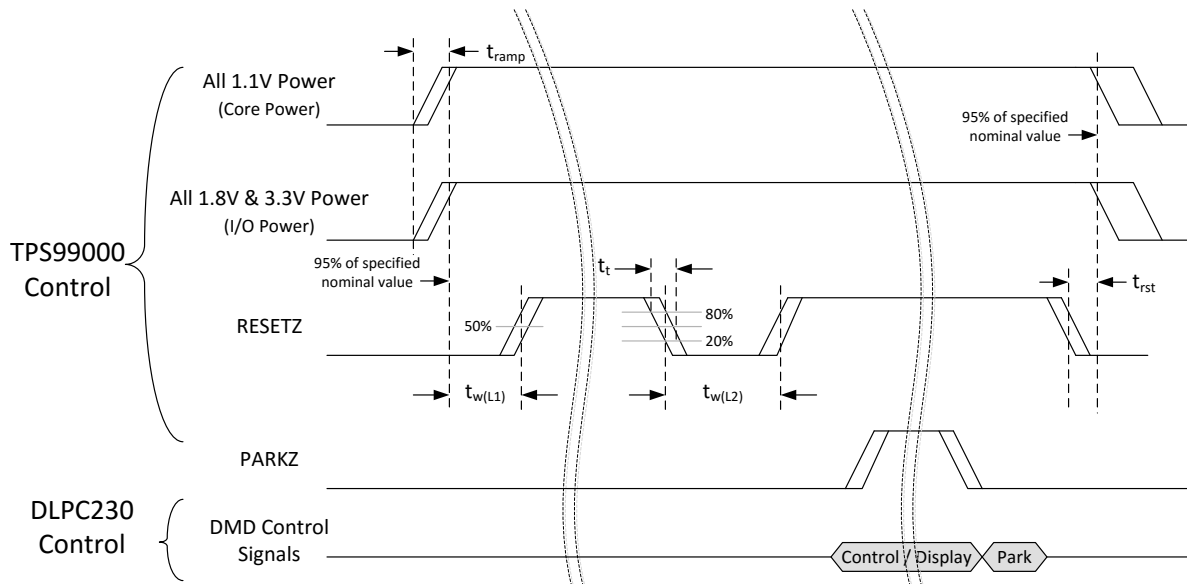 t_ramp
All 1.1V Power
(Core Power)
95% of specified
nominal value
All 1.8V & 3.3V Power
(I/O Power)
TPS99000
Control
95% of specified
nominal value
t_t
t_rst
RESETZ
50%
80%
20%
t_w(L1)
t_w(L2)
PARKZ
DLPC230
Control
DMD Control
Signals
Control / Display
Park